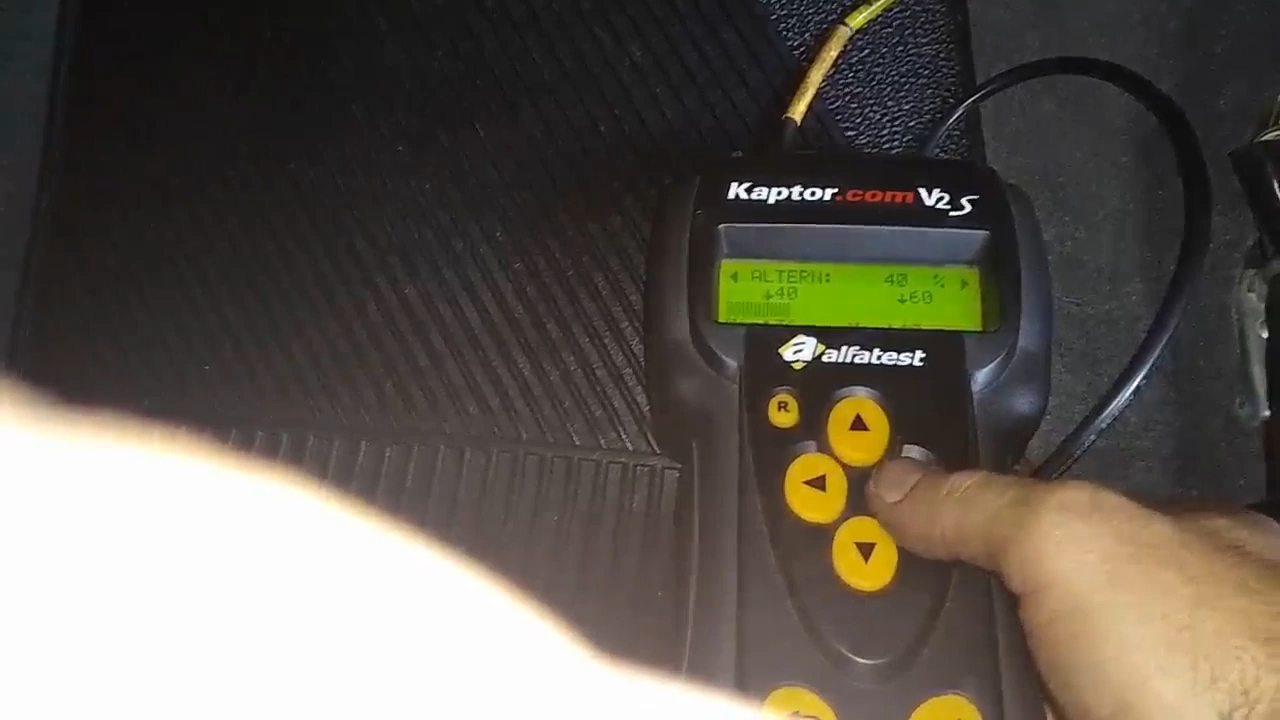 Kaptor.com V2 S
◄ ALTERN: 40 % ►
↓40 ↓60
a alfatest
R